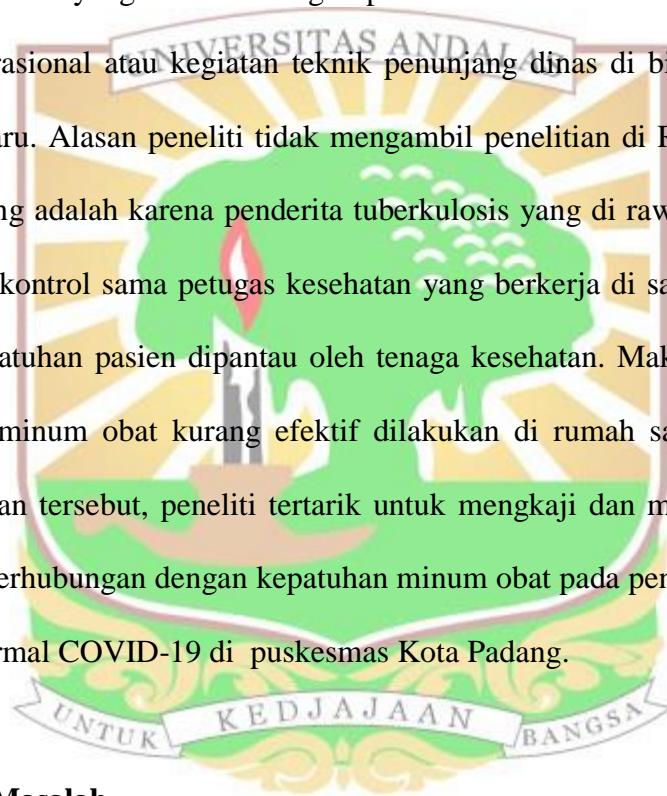 UNIVERSITAS ANDALAS
rasional atau kegiatan teknik penunjang dinas di bi
aru. Alasan peneliti tidak mengambil penelitian di R
ng adalah karena penderita tuberkulosis yang di raw
kontrol sama petugas kesehatan yang berkerja di sa
atuhan pasien dipantau oleh tenaga kesehatan. Mak
minum obat kurang efektif dilakukan di rumah sa
an tersebut, peneliti tertarik untuk mengkaji dan m
erhubungan dengan kepatuhan minum obat pada pen
rmal COVID-19 di puskesmas Kota Padang.
UNTUK KEDJAJAAN BANGSA